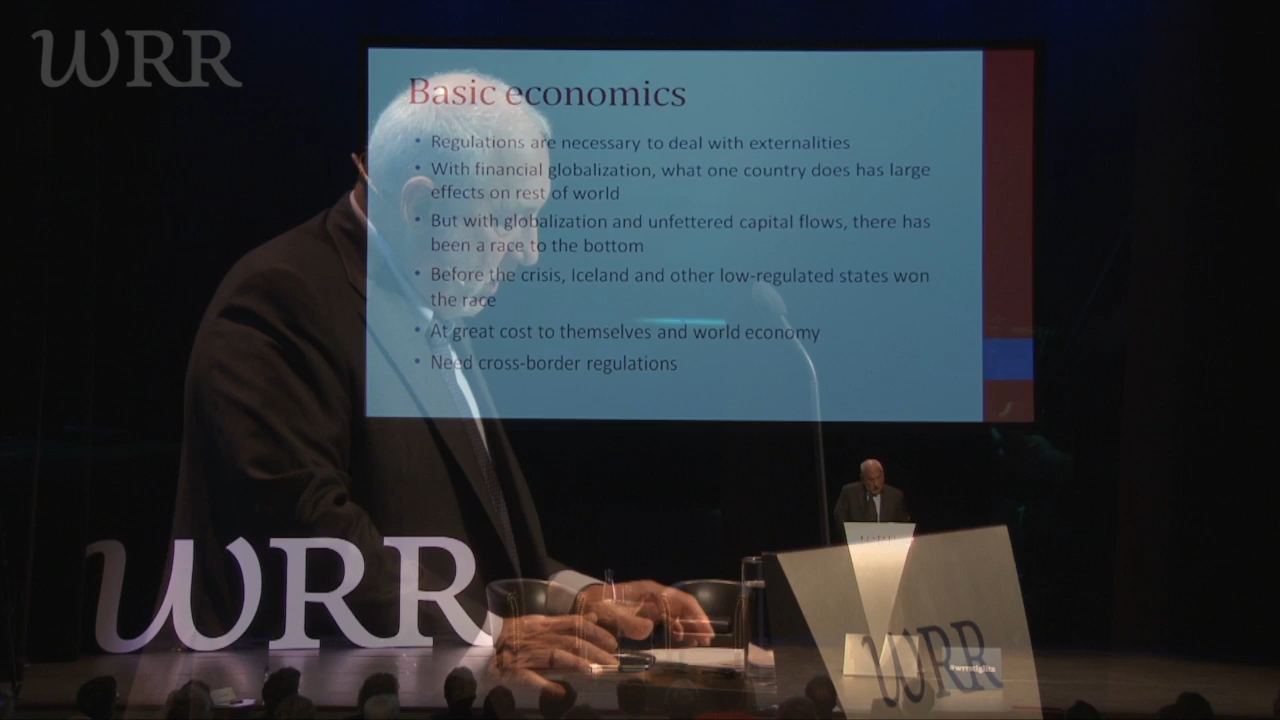 WRR
Basic economics
• Regulations are necessary to deal with externalities
• With financial globalization, what one country does has large
effects on rest of world
• But with globalization and unfettered capital flows, there has
been a race to the bottom
• Before the crisis, Iceland and other low-regulated states won
the race
• At great cost to themselves and world economy
• Need cross-border regulations
WRR
WRR
WRR
#wrrstiglitz